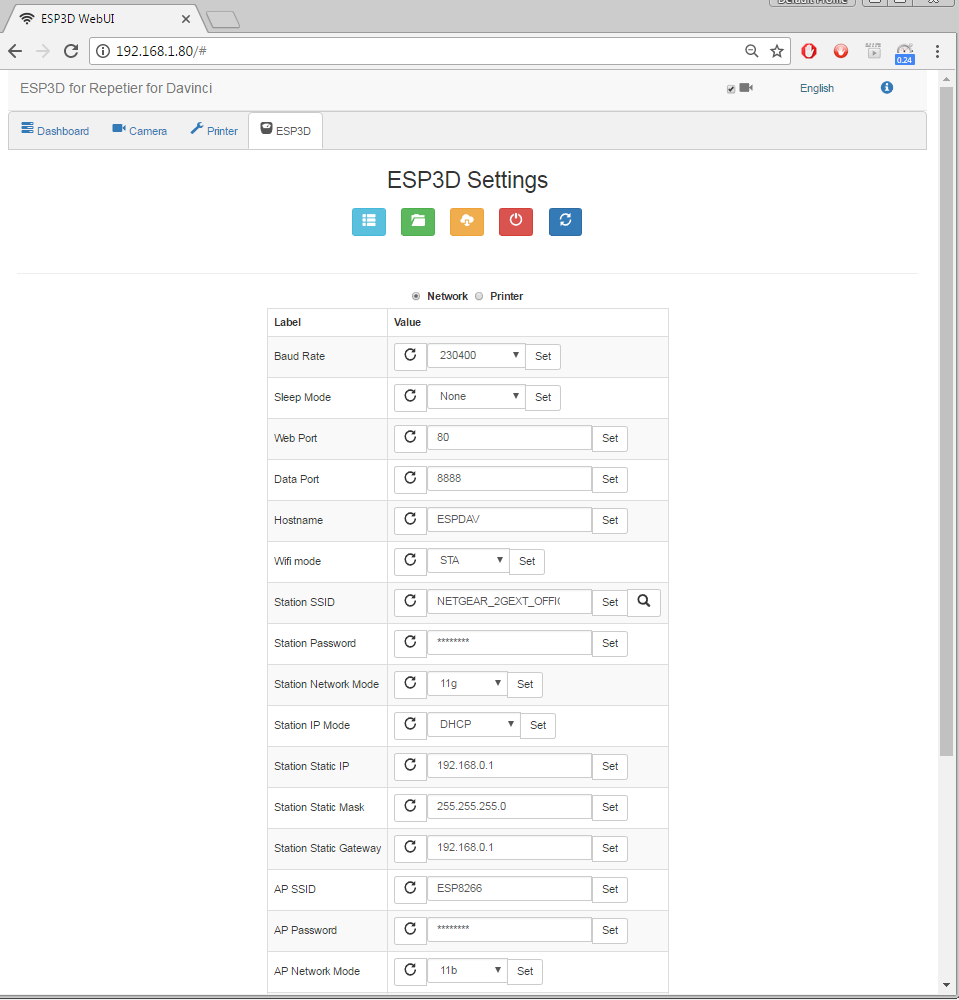 Default Profile
ESP3D WebUI
192.168.1.80/#
0.24
ESP3D for Repetier for Davinci
English
Dashboard
Camera
Printer
ESP3D
ESP3D Settings
Network Printer
Label Value
Baud Rate 230400 Set
Sleep Mode None Set
Web Port 80 Set
Data Port 8888 Set
Hostname ESPDAV Set
Wifi mode STA Set
Station SSID NETGEAR_2GEXT_OFFI Set
Station Password ******** Set
Station Network Mode 11g Set
Station IP Mode DHCP Set
Station Static IP 192.168.0.1 Set
Station Static Mask 255.255.255.0 Set
Station Static Gateway 192.168.0.1 Set
AP SSID ESP8266 Set
AP Password ******** Set
AP Network Mode 11b Set